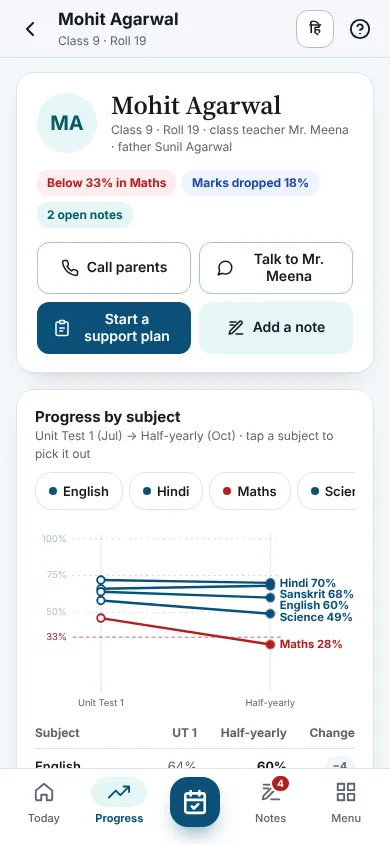 Mohit Agarwal
Class 9 · Roll 19
हि
MA
Mohit Agarwal
Class 9 · Roll 19 · class teacher Mr. Meena
· father Sunil Agarwal
Below 33% in Maths
Marks dropped 18%
2 open notes
Call parents
Talk to Mr.
Meena
Start a
support plan
Add a note
Progress by subject
Unit Test 1 (Jul) → Half-yearly (Oct) · tap a subject to
pick it out
English
Hindi
Maths
100%
75%
50%
33%
Hindi 70%
Sanskrit 68%
English 60%
Science 49%
Maths 28%
Unit Test 1
Half-yearly
Subject UT 1 Half-yearly Change
English 64% 60% −4
4
Today
Progress
Notes
Menu